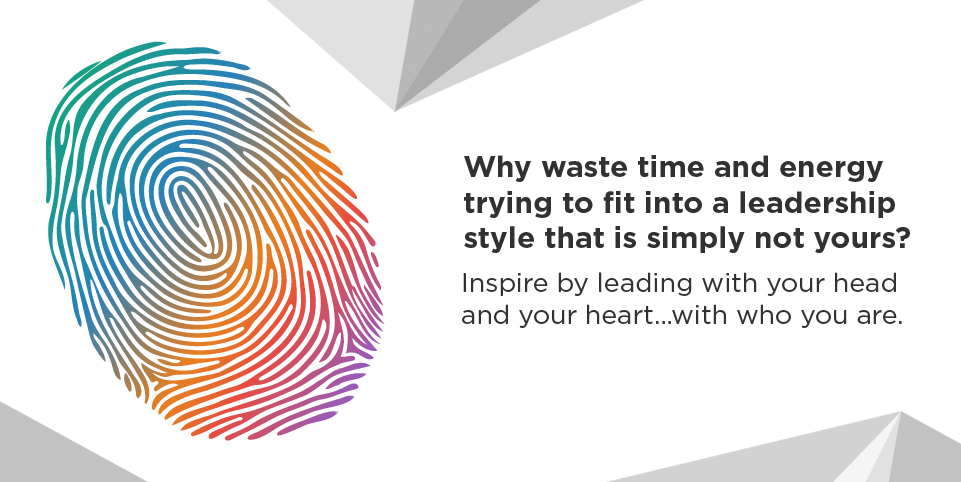 Why waste time and energy
trying to fit into a leadership
style that is simply not yours?
Inspire by leading with your head
and your heart...with who you are.